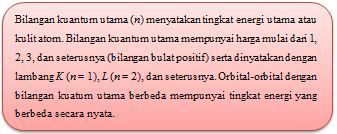 Bilangan kuantum utama (n) menyatakan tingkat energi utama atau
kulit atom. Bilangan kuantum utama mempunyai harga mulai dari 1,
2, 3, dan seterusnya (bilangan bulat positif) serta dinyatakan dengan
lambang K (n = 1), L (n = 2), dan seterusnya. Orbital-orbital dengan
bilangan kuatum utama berbeda mempunyai tingkat energi yang
berbeda secara nyata.